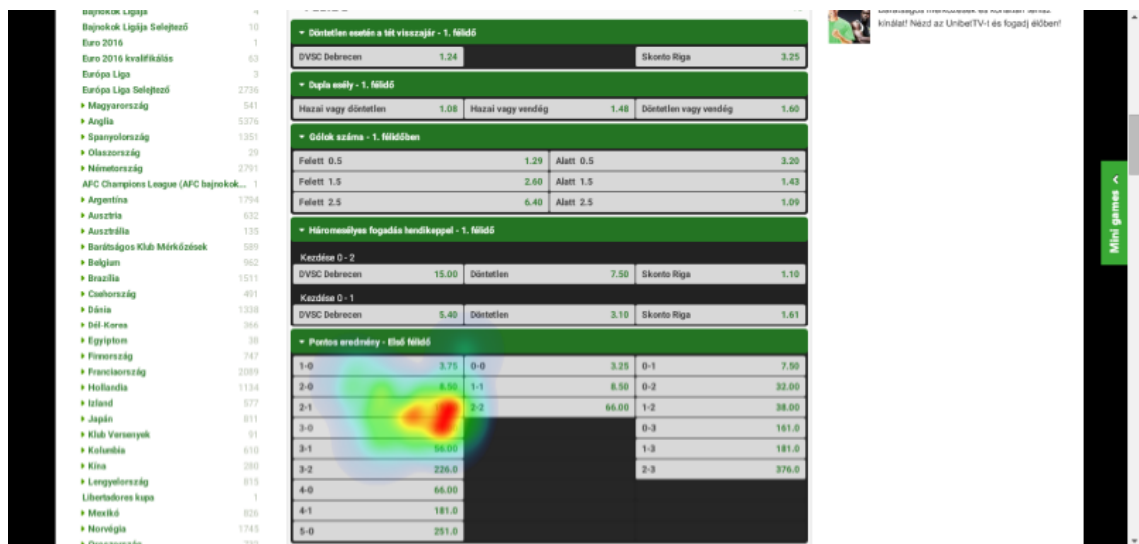 Bajnokok Ligája 4
Bajnokok Ligája Selejtező 10
Euro 2016 1
Euro 2016 kvalifikálás 63
Európa Liga 3
Európa Liga Selejtező 2736
Magyarország 541
Anglia 5376
Spanyolország 1351
Olaszország 29
Németország 2791
AFC Champions League (AFC bajnokok... 1
Argentína 1794
Ausztria 632
Ausztrália 135
Barátságos Klub Mérkőzések 589
Belgium 962
Brazília 1511
Csehország 491
Dánia 1338
Dél-Korea 366
Egyiptom 38
Finnország 747
Franciaország 2089
Hollandia 1134
Izland 577
Japán 811
Klub Versenyek 91
Kolumbia 610
Kína 280
Lengyelország 815
Libertadores kupa 1
Mexikó 826
Norvégia 1745
Döntetlen esetén a tét visszajár - 1. félidő
DVSC Debrecen 1.24 Skonto Riga 3.25
Dupla esély - 1. félidő
Hazai vagy döntetlen 1.08 Hazai vagy vendég 1.48 Döntetlen vagy vendég 1.60
Gólok száma - 1. félidőben
Felett 0.5 1.29 Alatt 0.5 3.20
Felett 1.5 2.60 Alatt 1.5 1.43
Felett 2.5 6.40 Alatt 2.5 1.09
Háromesélyes fogadás hendikeppel - 1. félidő
Kezdése 0 - 2
DVSC Debrecen 15.00 Döntetlen 7.50 Skonto Riga 1.10
Kezdése 0 - 1
DVSC Debrecen 5.40 Döntetlen 3.10 Skonto Riga 1.61
Pontos eredmény - Első félidő
1-0 3.75 0-0 3.25 0-1 7.50
2-0 8.50 1-1 8.50 0-2 32.00
2-1 2-2 66.00 1-2 38.00
3-0 0-3 161.0
3-1 56.00 1-3 181.0
3-2 226.0 2-3 376.0
4-0 66.00
4-1 181.0
5-0 251.0
kínálat! Nézd az UnibetTV-t és fogadj élőben!
Mini games